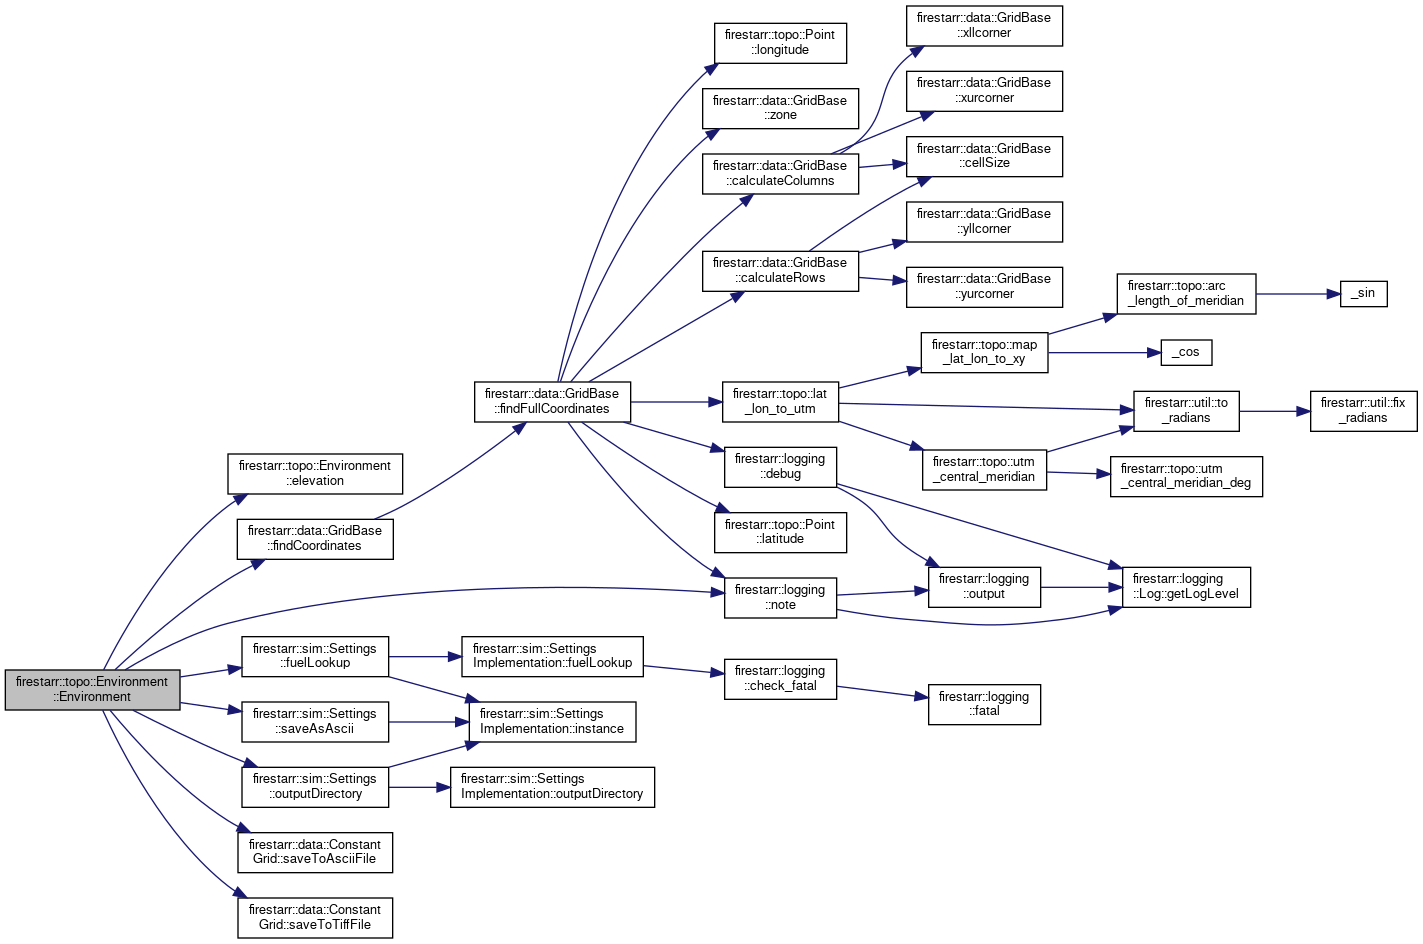 firestarr::topo::Environment
::Environment
firestarr::topo::Environment
::elevation
firestarr::data::GridBase
::findCoordinates
firestarr::sim::Settings
::fuelLookup
firestarr::sim::Settings
::saveAsAscii
firestarr::sim::Settings
::outputDirectory
firestarr::data::Constant
Grid::saveToAsciiFile
firestarr::data::Constant
Grid::saveToTiffFile
firestarr::data::GridBase
::findFullCoordinates
firestarr::sim::Settings
Implementation::fuelLookup
firestarr::sim::Settings
Implementation::instance
firestarr::sim::Settings
Implementation::outputDirectory
firestarr::topo::Point
::longitude
firestarr::data::GridBase
::zone
firestarr::data::GridBase
::calculateColumns
firestarr::data::GridBase
::calculateRows
firestarr::topo::lat
_lon_to_utm
firestarr::logging
::debug
firestarr::topo::Point
::latitude
firestarr::logging
::note
firestarr::logging
::check_fatal
firestarr::data::GridBase
::xllcorner
firestarr::data::GridBase
::xurcorner
firestarr::data::GridBase
::cellSize
firestarr::data::GridBase
::yllcorner
firestarr::data::GridBase
::yurcorner
firestarr::topo::map
_lat_lon_to_xy
firestarr::topo::utm
_central_meridian
firestarr::logging
::output
firestarr::logging
::fatal
firestarr::topo::arc
_length_of_meridian
_cos
firestarr::util::to
_radians
firestarr::topo::utm
_central_meridian_deg
firestarr::logging
::Log::getLogLevel
_sin
firestarr::util::fix
_radians